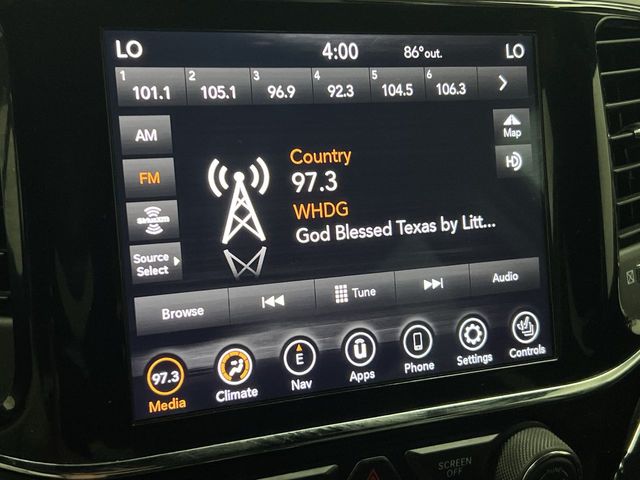 LO 4:00 86°out. LO
1 101.1 2 105.1 3 96.9 4 92.3 5 104.5 6 106.3
AM
Map
Country
FM
97.3
HD
WHDG
SiriusXM
God Blessed Texas by Litt...
Source
Select
Browse Tune Audio
97.3 E
Media Climate Nav Apps Phone Settings Controls
SCREEN
OFF